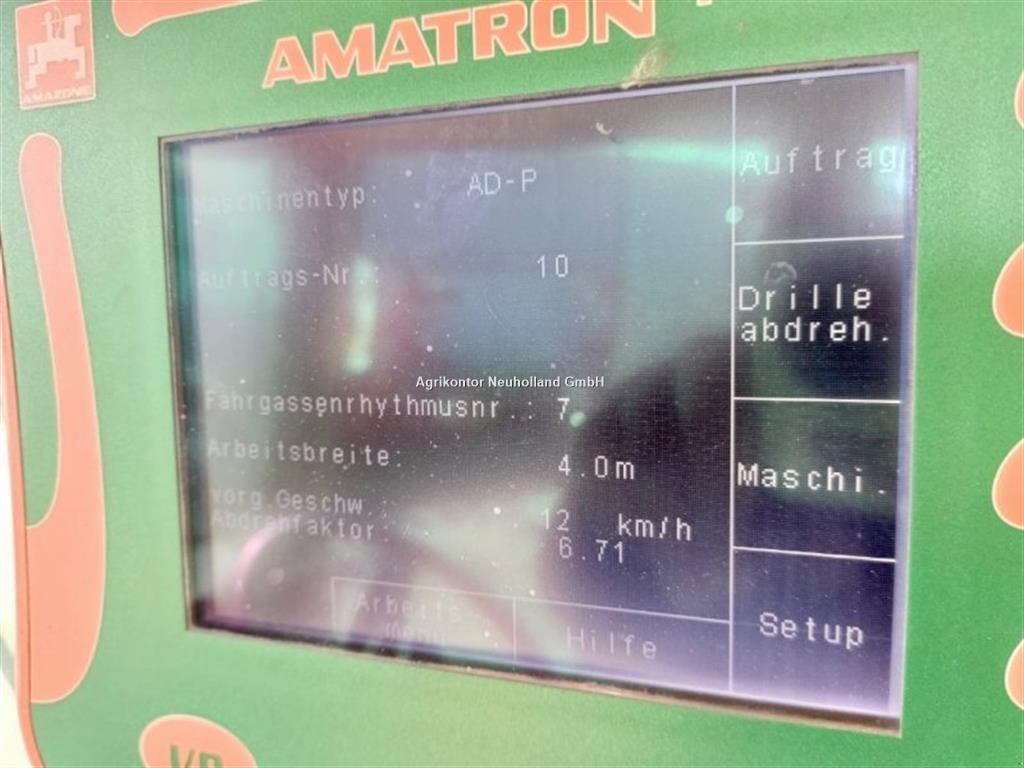 AMATRON
AMAZONE
Maschinentyp: AD-P
Auftrags-Nr.: 10
Fahrgassenrhythmusnr.: 7
Arbeitsbreite: 4.0m
vorg.Geschw.: 12 km/h
Abdrehfaktor: 6.71
Auftrag
Drille
abdreh.
Maschi.
Setup
Arbeits
menü
Hilfe
Agrikontor Neuholland GmbH